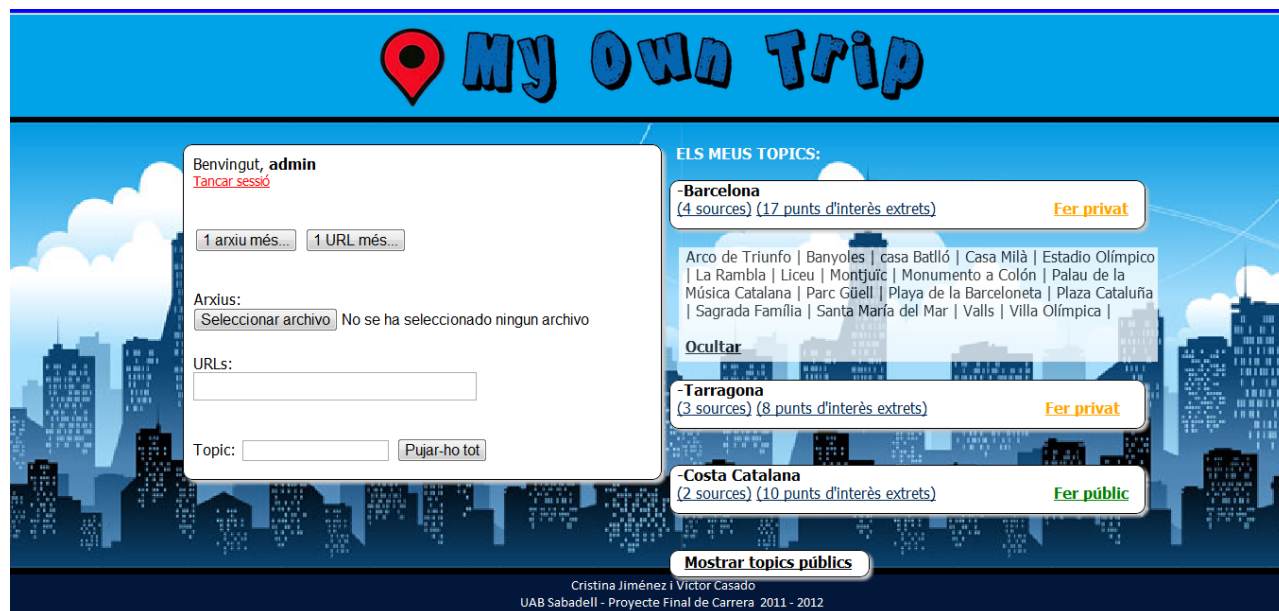 My Own Trip
Benvingut, admin
Tancar sessió
1 arxiu més... 1 URL més...
Arxius:
Seleccionar archivo No se ha seleccionado ningun archivo
URLs:
Topic: Pujar-ho tot
ELS MEUS TOPICS:
-Barcelona
(4 sources) (17 punts d'interès extrets) Fer privat
Arco de Triunfo | Banyoles | casa Batlló | Casa Milà | Estadio Olímpico
| La Rambla | Liceu | Montjuïc | Monumento a Colón | Palau de la
Música Catalana | Parc Güell | Playa de la Barceloneta | Plaza Cataluña
| Sagrada Família | Santa María del Mar | Valls | Villa Olímpica |
Ocultar
-Tarragona
(3 sources) (8 punts d'interès extrets) Fer privat
-Costa Catalana
(2 sources) (10 punts d'interès extrets) Fer públic
Mostrar topics públics
Cristina Jiménez i Victor Casado
UAB Sabadell - Proyecte Final de Carrera 2011 - 2012